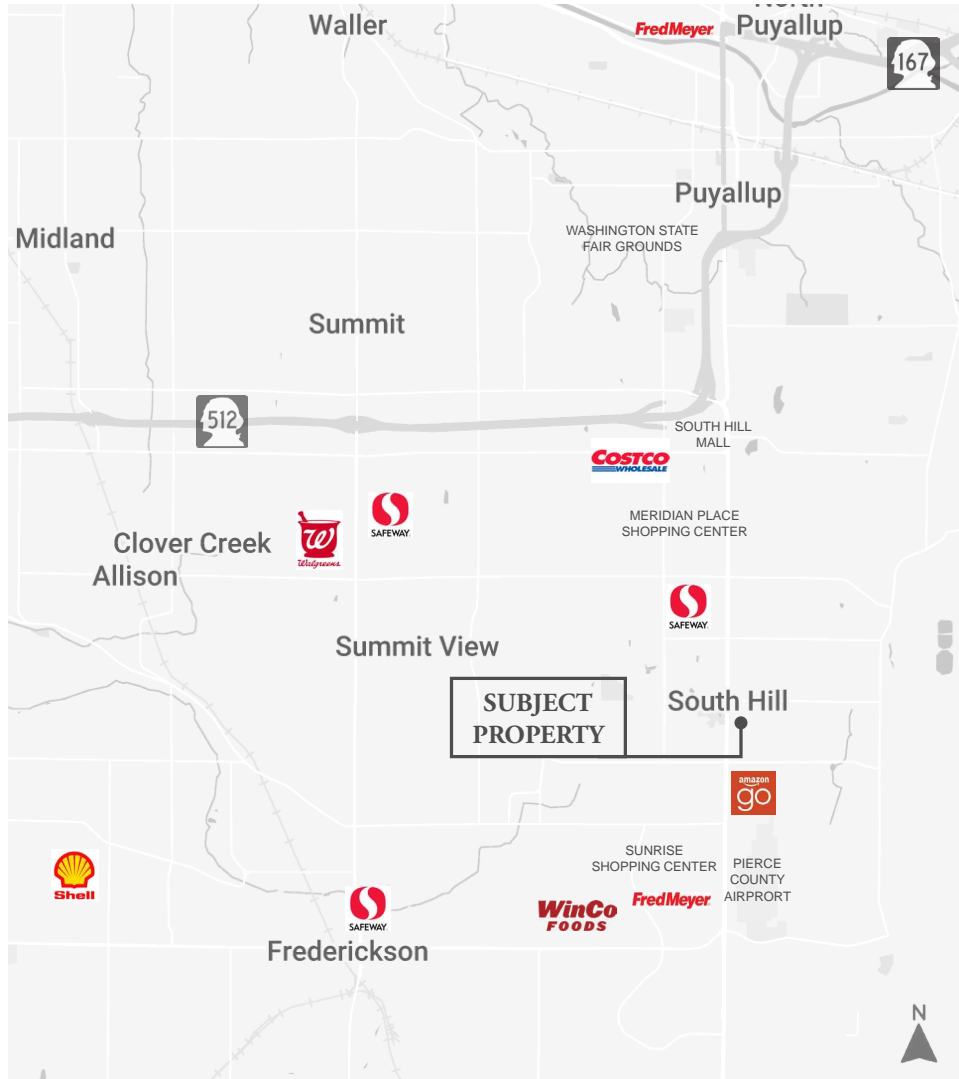 North
Waller
FredMeyer
Puyallup
167
Puyallup
WASHINGTON STATE
FAIR GROUNDS
Midland
Summit
512
SOUTH HILL
MALL
COSTCO
WHOLESALE
MERIDIAN PLACE
SHOPPING CENTER
SAFEWAY
W
Walgreens
Clover Creek
Allison
SAFEWAY
Summit View
SUBJECT
PROPERTY
South Hill
amazon
go
SUNRISE
SHOPPING CENTER
PIERCE
COUNTY
AIRPRORT
Shell
FredMeyer
WinCo
FOODS
SAFEWAY
Frederickson
N